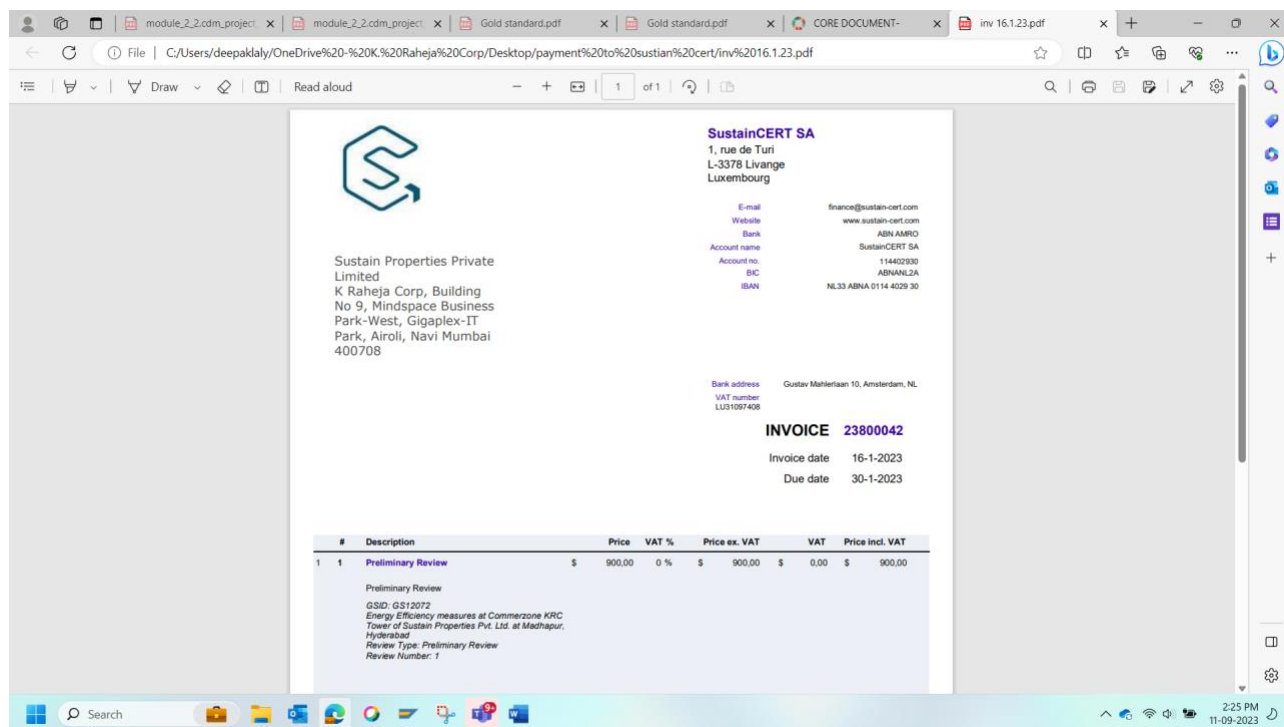 module_2_2.cdm_project
module_2_2.cdm_project
Gold standard.pdf
Gold standard.pdf
CORE DOCUMENT-
inv 16.1.23.pdf
File
C:/Users/deepaklaly/OneDrive%20-%20K.%20Raheja%20Corp/Desktop/payment%20to%20sustian%20cert/inv%2016.1.23.pdf
Draw
Read aloud
1 of 1
SustainCERT SA
1, rue de Turi
L-3378 Livange
Luxembourg
E-mail finance@sustain-cert.com
Website www.sustain-cert.com
Bank ABN AMRO
Account name SustainCERT SA
Account no. 114402930
BIC ABNANL2A
IBAN NL33 ABNA 0114 4029 30
Sustain Properties Private
Limited
K Raheja Corp, Building
No 9, Mindspace Business
Park-West, Gigaplex-IT
Park, Airoli, Navi Mumbai
400708
Bank address Gustav Mahlerlaan 10, Amsterdam, NL
VAT number
LU31097408
INVOICE 23800042
Invoice date 16-1-2023
Due date 30-1-2023
# Description Price VAT % Price ex. VAT VAT Price incl. VAT
1 1 Preliminary Review $ 900,00 0 % $ 900,00 $ 0,00 $ 900,00
Preliminary Review
GSID: GS12072
Energy Efficiency measures at Commerzone KRC
Tower of Sustain Properties Pvt. Ltd. at Madhapur,
Hyderabad
Review Type: Preliminary Review
Review Number: 1
Search
9+
2:25 PM
11-09-2023